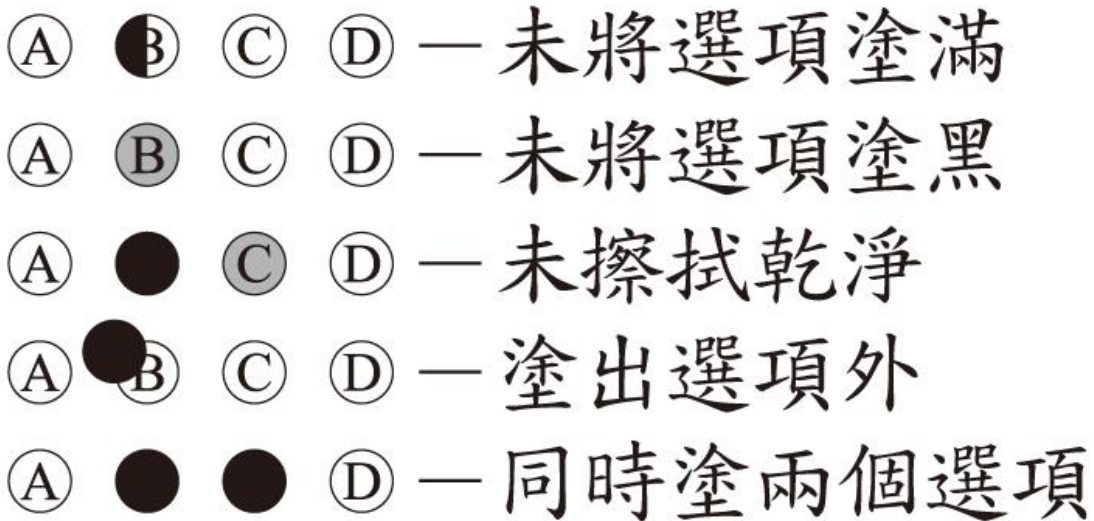 Ⓐ Ⓑ Ⓒ Ⓓ — 未將選項塗滿
Ⓐ Ⓑ Ⓒ Ⓓ — 未將選項塗黑
Ⓐ ● Ⓒ Ⓓ — 未擦拭乾淨
Ⓐ Ⓑ Ⓒ Ⓓ — 塗出選項外
Ⓐ ● ● Ⓓ — 同時塗兩個選項